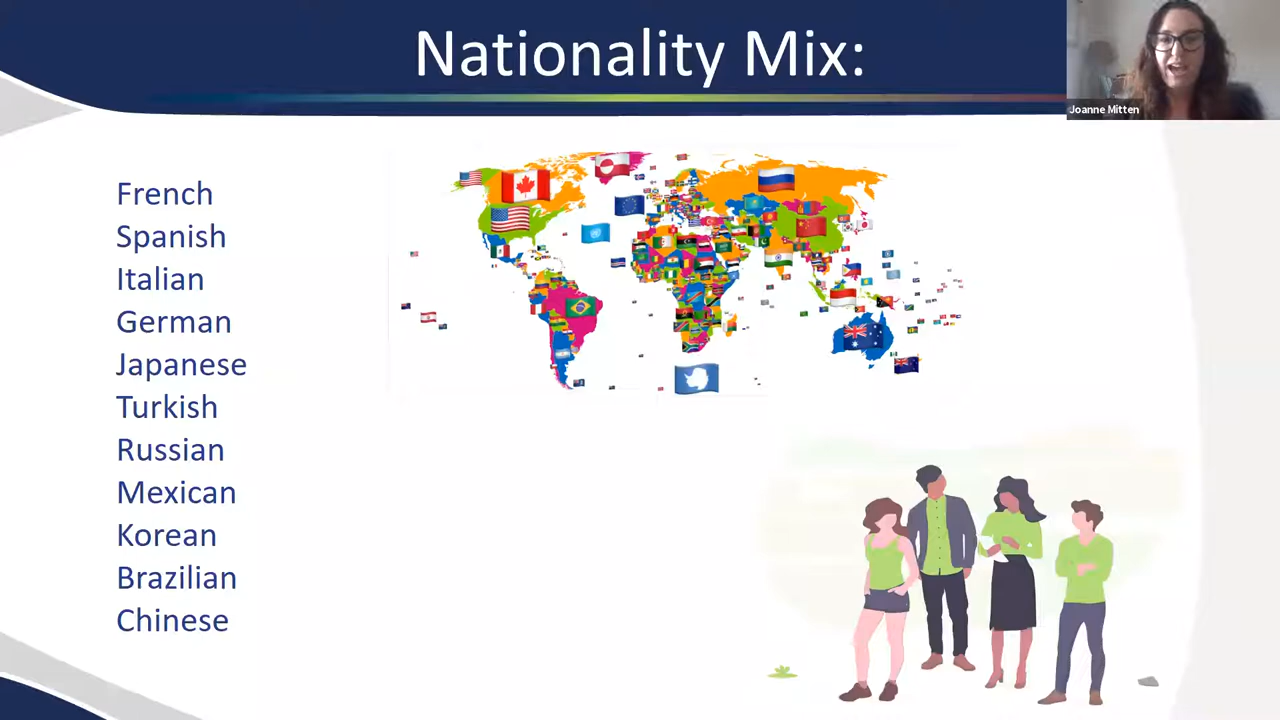 Nationality Mix:
Joanne Mitten
French
Spanish
Italian
German
Japanese
Turkish
Russian
Mexican
Korean
Brazilian
Chinese